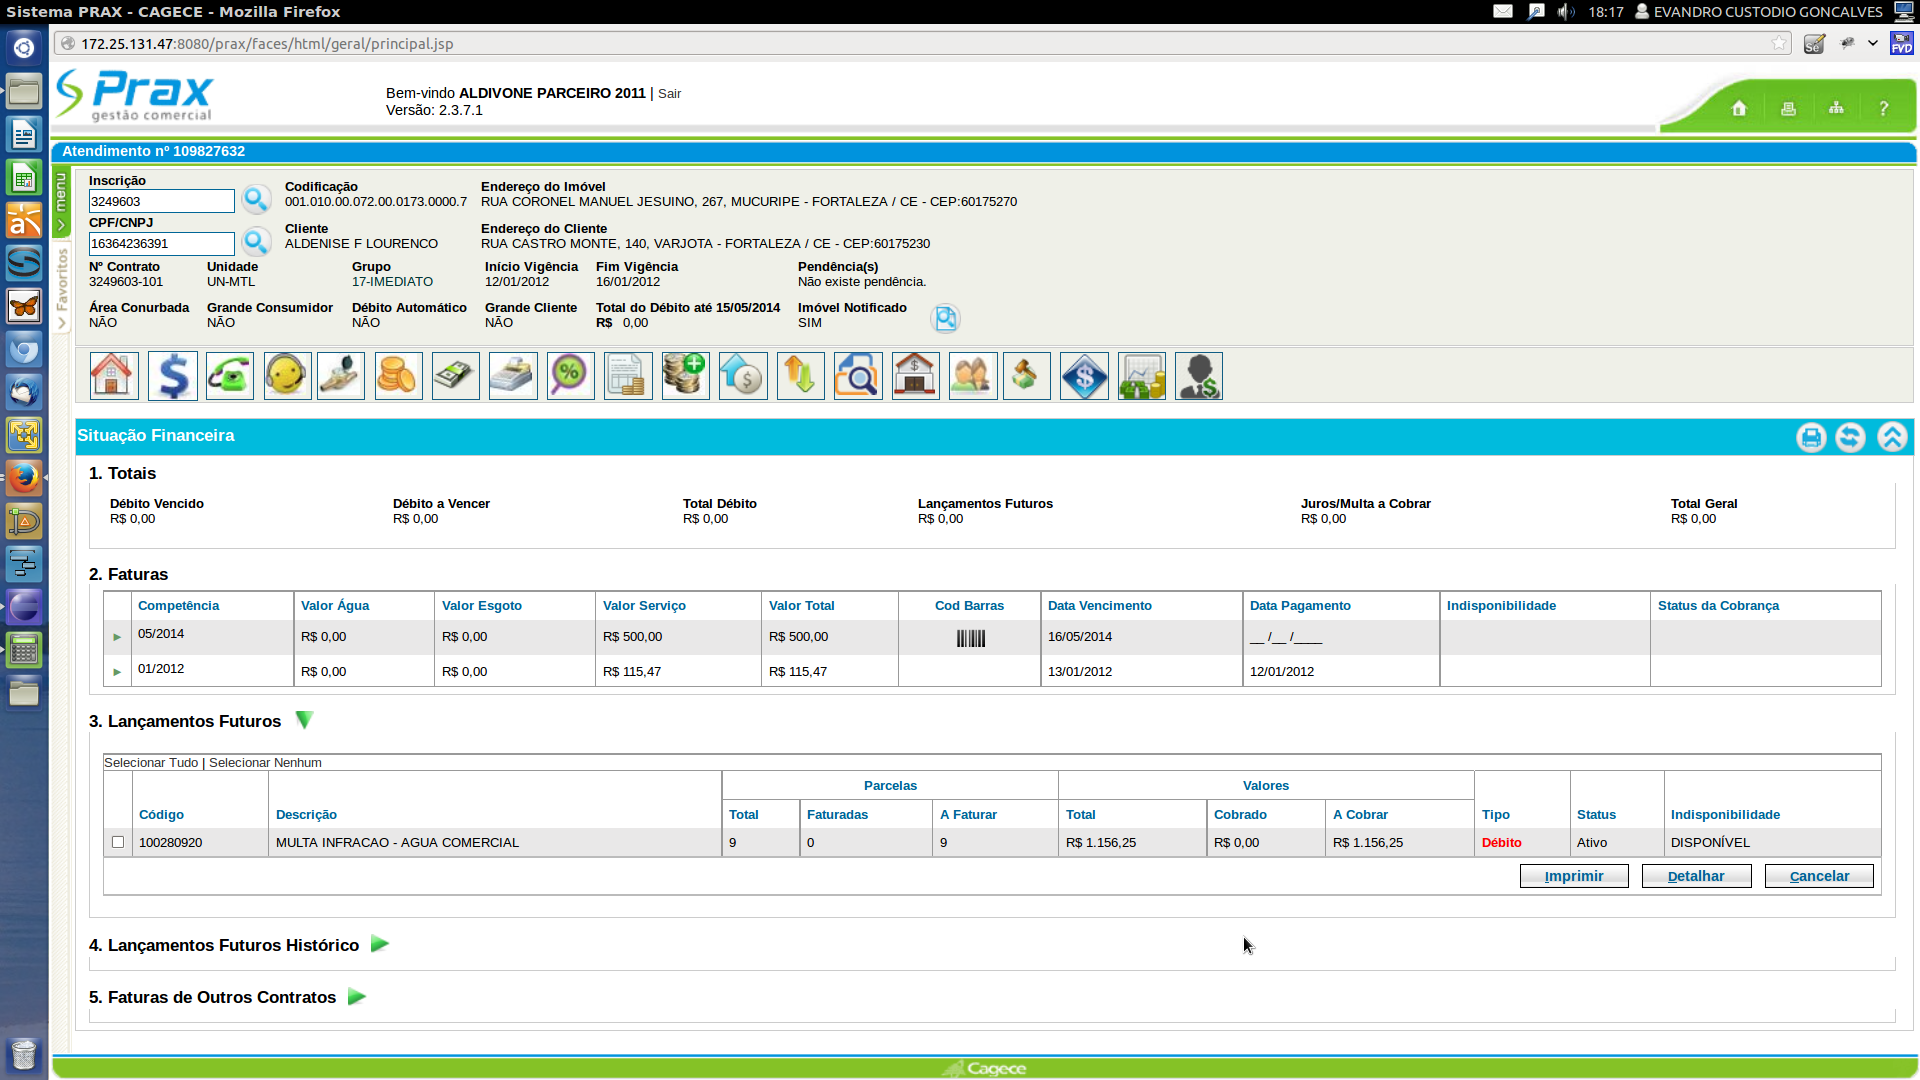 Sistema PRAX - CAGECE - Mozilla Firefox
18:17 EVANDRO CUSTODIO GONCALVES
172.25.131.47:8080/prax/faces/html/geral/principal.jsp
FVD
Prax
gestão comercial
Bem-vindo ALDIVONE PARCEIRO 2011 | Sair
Versão: 2.3.7.1
?
Atendimento nº 109827632
menu
Favoritos
Inscrição
3249603
Codificação
001.010.00.072.00.0173.0000.7
Endereço do Imóvel
RUA CORONEL MANUEL JESUINO, 267, MUCURIPE - FORTALEZA / CE - CEP:60175270
CPF/CNPJ
16364236391
Cliente
ALDENISE F LOURENCO
Endereço do Cliente
RUA CASTRO MONTE, 140, VARJOTA - FORTALEZA / CE - CEP:60175230
Nº Contrato Unidade Grupo Início Vigência Fim Vigência Pendência(s)
3249603-101 UN-MTL 17-IMEDIATO 12/01/2012 16/01/2012 Não existe pendência.
Área Conurbada Grande Consumidor Débito Automático Grande Cliente Total do Débito até 15/05/2014 Imóvel Notificado
NÃO NÃO NÃO NÃO R$ 0,00 SIM
Situação Financeira
1. Totais
Débito Vencido Débito a Vencer Total Débito Lançamentos Futuros Juros/Multa a Cobrar Total Geral
R$ 0,00 R$ 0,00 R$ 0,00 R$ 0,00 R$ 0,00 R$ 0,00
2. Faturas
Competência Valor Água Valor Esgoto Valor Serviço Valor Total Cod Barras Data Vencimento Data Pagamento Indisponibilidade Status da Cobrança
05/2014 R$ 0,00 R$ 0,00 R$ 500,00 R$ 500,00 16/05/2014 __ /__ /____
01/2012 R$ 0,00 R$ 0,00 R$ 115,47 R$ 115,47 13/01/2012 12/01/2012
3. Lançamentos Futuros
Selecionar Tudo | Selecionar Nenhum
Parcelas Valores
Código Descrição Total Faturadas A Faturar Total Cobrado A Cobrar Tipo Status Indisponibilidade
100280920 MULTA INFRACAO - AGUA COMERCIAL 9 0 9 R$ 1.156,25 R$ 0,00 R$ 1.156,25 Débito Ativo DISPONÍVEL
Imprimir Detalhar Cancelar
4. Lançamentos Futuros Histórico
5. Faturas de Outros Contratos
Cagece